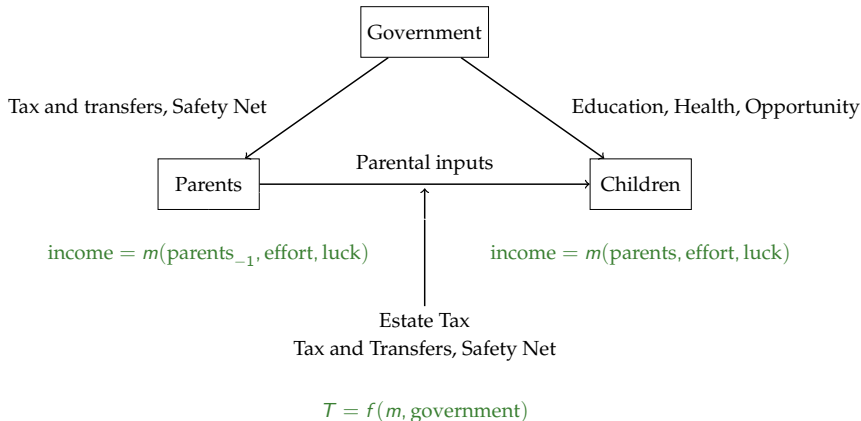 Government
Tax and transfers, Safety Net
Education, Health, Opportunity
Parental inputs
Parents
Children
income = m(parents₋₁, effort, luck)
income = m(parents, effort, luck)
Estate Tax
Tax and Transfers, Safety Net
T = f(m, government)